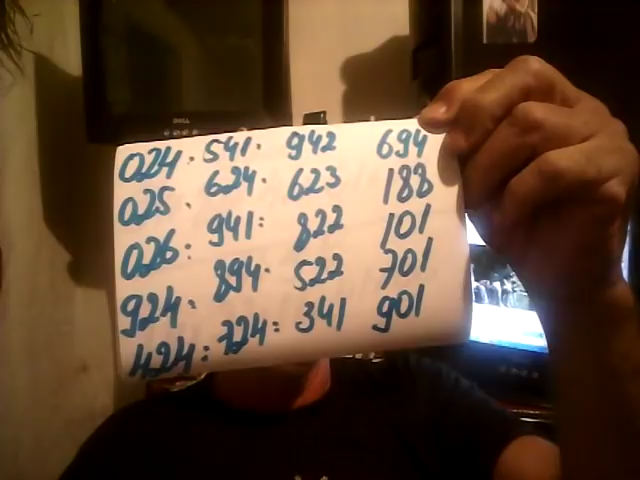 DELL
024. 541. 942 694
025. 624. 623 188
026: 941: 822 101
924. 894. 522 701
424: 724: 341 901